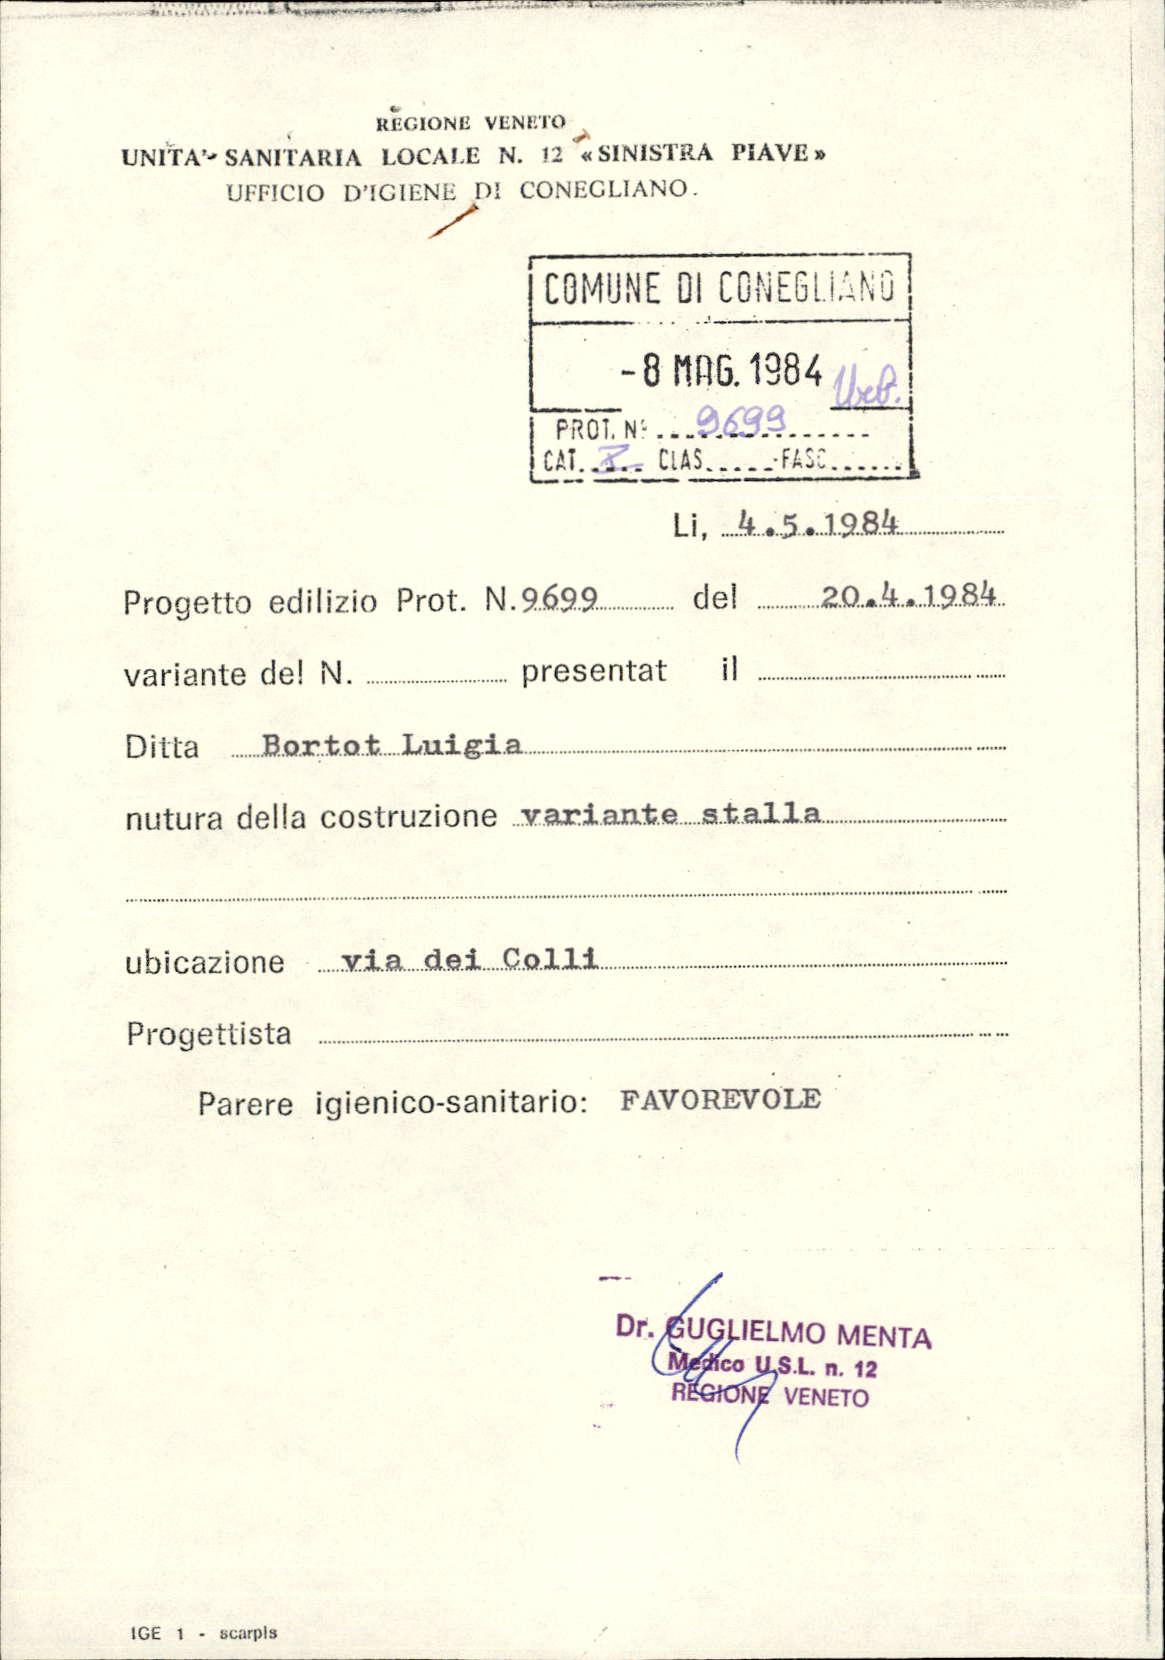 REGIONE VENETO
UNITA' SANITARIA LOCALE N. 12 «SINISTRA PIAVE»
UFFICIO D'IGIENE DI CONEGLIANO.
COMUNE DI CONEGLIANO
-8 MAG. 1984 Urb.
PROT. N° 9699
CAT. X CLAS. FASC.
Li, 4.5.1984
Progetto edilizio Prot. N. 9699 del 20.4.1984
variante del N. presentat il
Ditta Bortot Luigia
nutura della costruzione variante stalla
ubicazione via dei Colli
Progettista
Parere igienico-sanitario: FAVOREVOLE
Dr. GUGLIELMO MENTA
Medico U.S.L. n. 12
REGIONE VENETO
IGE 1 - scarpis